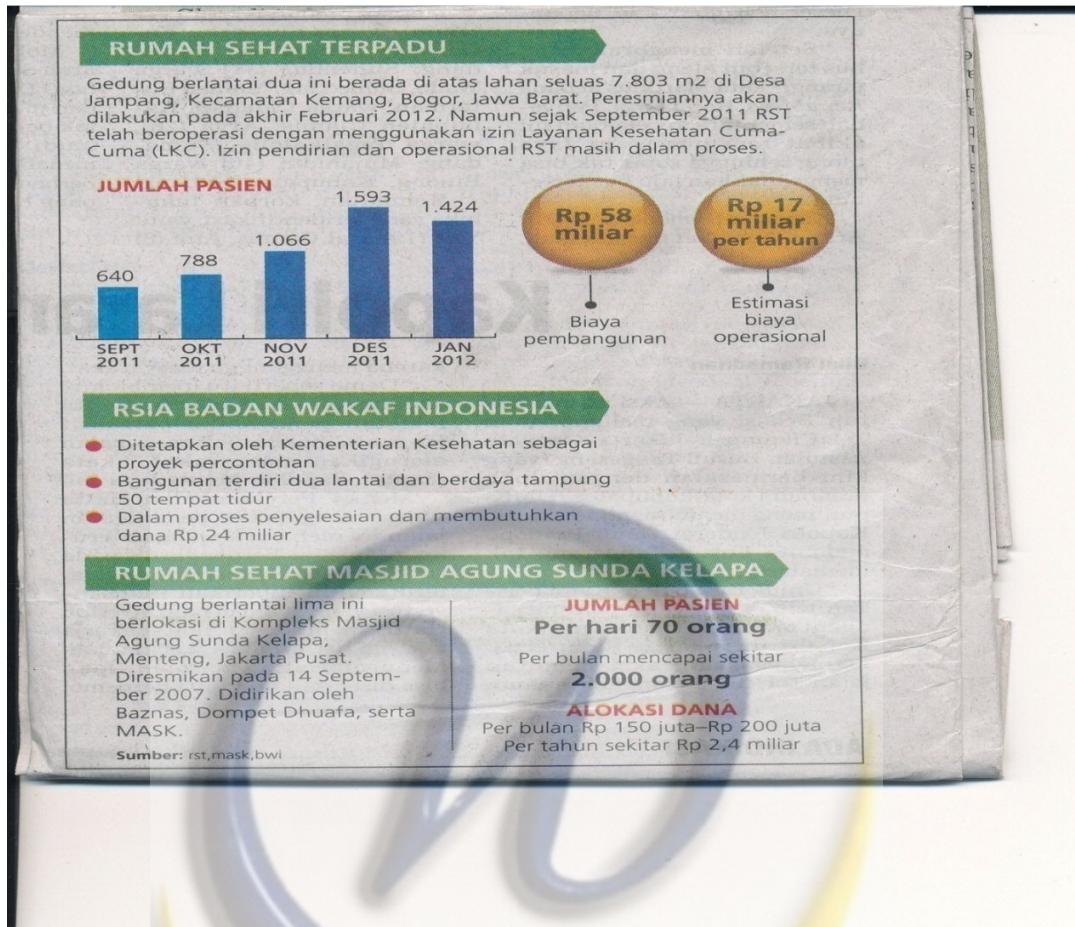 RUMAH SEHAT TERPADU
Gedung berlantai dua ini berada di atas lahan seluas 7.803 m2 di Desa
Jampang, Kecamatan Kemang, Bogor, Jawa Barat. Peresmiannya akan
dilakukan pada akhir Februari 2012. Namun sejak September 2011 RST
telah beroperasi dengan menggunakan izin Layanan Kesehatan Cuma-
Cuma (LKC). Izin pendirian dan operasional RST masih dalam proses.
JUMLAH PASIEN
640
788
1.066
1.593
1.424
SEPT
2011
OKT
2011
NOV
2011
DES
2011
JAN
2012
Rp 58
miliar
Biaya
pembangunan
Rp 17
miliar
per tahun
Estimasi
biaya
operasional
RSIA BADAN WAKAF INDONESIA
Ditetapkan oleh Kementerian Kesehatan sebagai
proyek percontohan
Bangunan terdiri dua lantai dan berdaya tampung
50 tempat tidur
Dalam proses penyelesaian dan membutuhkan
dana Rp 24 miliar
RUMAH SEHAT MASJID AGUNG SUNDA KELAPA
Gedung berlantai lima ini
berlokasi di Kompleks Masjid
Agung Sunda Kelapa,
Menteng, Jakarta Pusat.
Diresmikan pada 14 Septem-
ber 2007. Didirikan oleh
Baznas, Dompet Dhuafa, serta
MASK.
Sumber: rst,mask,bwi
JUMLAH PASIEN
Per hari 70 orang
Per bulan mencapai sekitar
2.000 orang
ALOKASI DANA
Per bulan Rp 150 juta–Rp 200 juta
Per tahun sekitar Rp 2,4 miliar